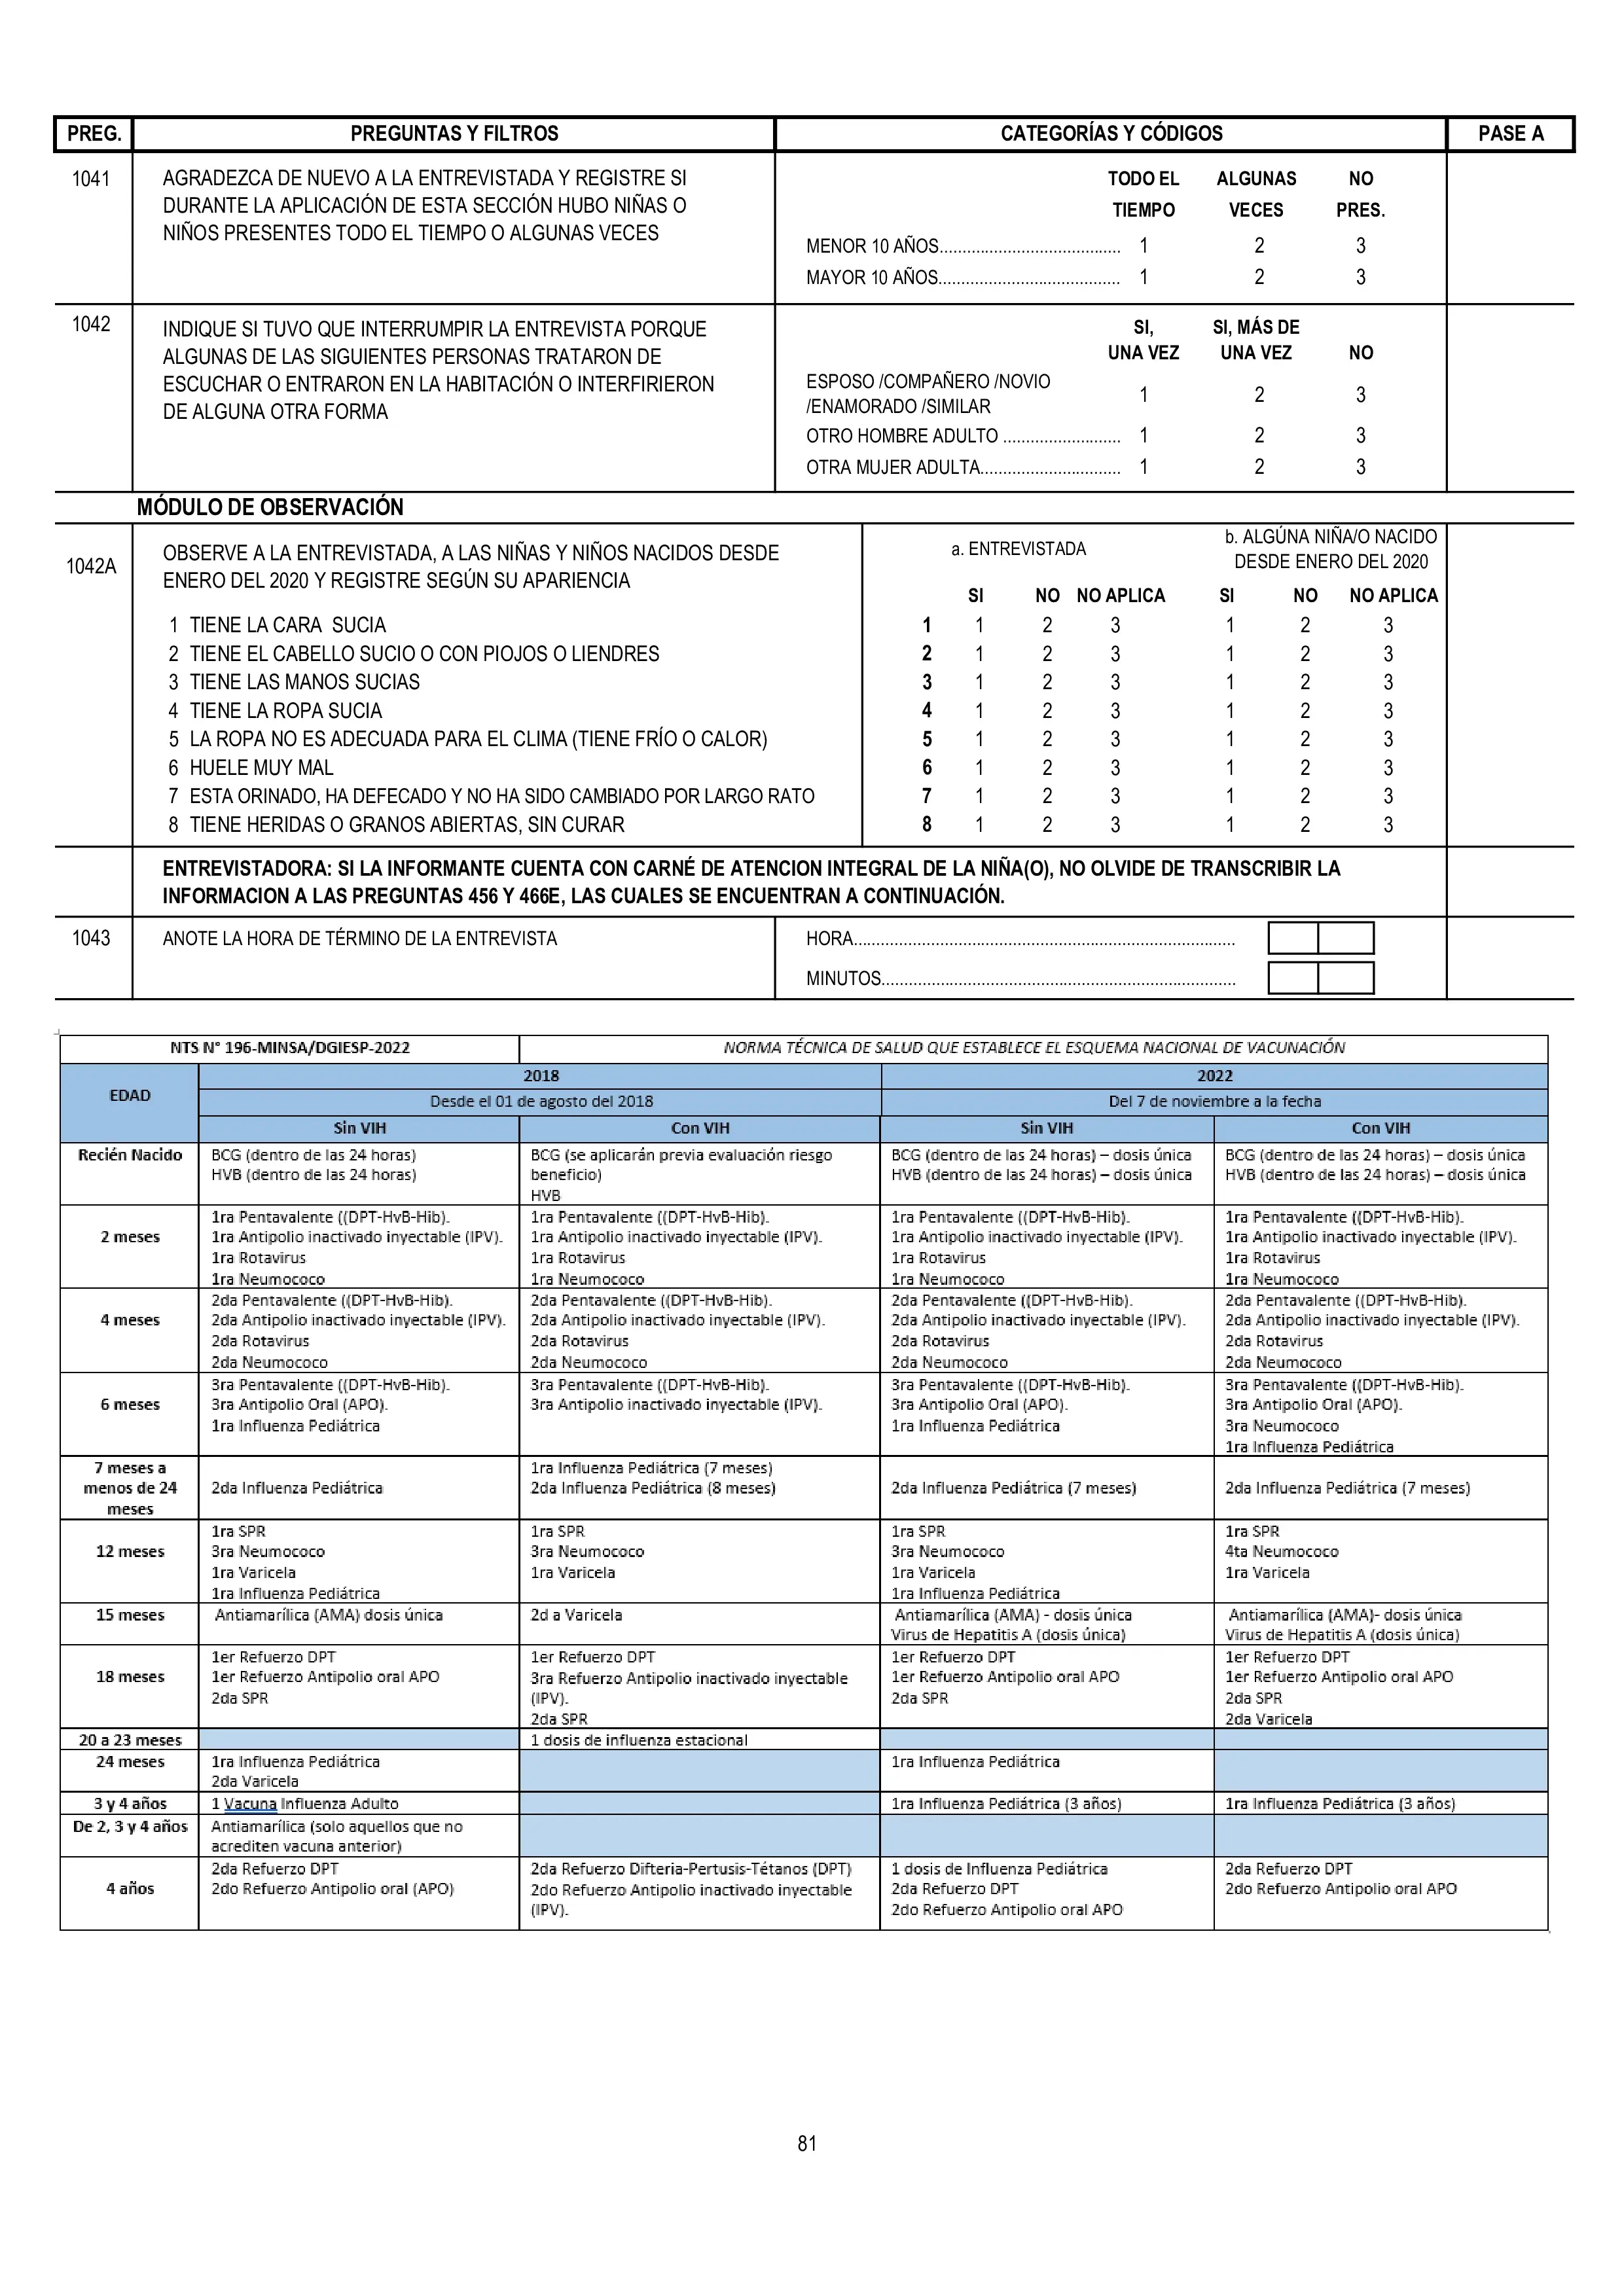 PREG. PREGUNTAS Y FILTROS CATEGORÍAS Y CÓDIGOS PASE A
1041 AGRADEZCA DE NUEVO A LA ENTREVISTADA Y REGISTRE SI
DURANTE LA APLICACIÓN DE ESTA SECCIÓN HUBO NIÑAS O
NIÑOS PRESENTES TODO EL TIEMPO O ALGUNAS VECES
TODO EL ALGUNAS NO
TIEMPO VECES PRES.
MENOR 10 AÑOS........................................ 1 2 3
MAYOR 10 AÑOS........................................ 1 2 3
1042 INDIQUE SI TUVO QUE INTERRUMPIR LA ENTREVISTA PORQUE
ALGUNAS DE LAS SIGUIENTES PERSONAS TRATARON DE
ESCUCHAR O ENTRARON EN LA HABITACIÓN O INTERFIRIERON
DE ALGUNA OTRA FORMA
SI, SI, MÁS DE
UNA VEZ UNA VEZ NO
ESPOSO /COMPAÑERO /NOVIO
/ENAMORADO /SIMILAR 1 2 3
OTRO HOMBRE ADULTO .......................... 1 2 3
OTRA MUJER ADULTA............................... 1 2 3
MÓDULO DE OBSERVACIÓN
1042A OBSERVE A LA ENTREVISTADA, A LAS NIÑAS Y NIÑOS NACIDOS DESDE
ENERO DEL 2020 Y REGISTRE SEGÚN SU APARIENCIA
a. ENTREVISTADA b. ALGÚNA NIÑA/O NACIDO
DESDE ENERO DEL 2020
SI NO NO APLICA SI NO NO APLICA
1 TIENE LA CARA SUCIA 1 1 2 3 1 2 3
2 TIENE EL CABELLO SUCIO O CON PIOJOS O LIENDRES 2 1 2 3 1 2 3
3 TIENE LAS MANOS SUCIAS 3 1 2 3 1 2 3
4 TIENE LA ROPA SUCIA 4 1 2 3 1 2 3
5 LA ROPA NO ES ADECUADA PARA EL CLIMA (TIENE FRÍO O CALOR) 5 1 2 3 1 2 3
6 HUELE MUY MAL 6 1 2 3 1 2 3
7 ESTA ORINADO, HA DEFECADO Y NO HA SIDO CAMBIADO POR LARGO RATO 7 1 2 3 1 2 3
8 TIENE HERIDAS O GRANOS ABIERTAS, SIN CURAR 8 1 2 3 1 2 3
ENTREVISTADORA: SI LA INFORMANTE CUENTA CON CARNÉ DE ATENCION INTEGRAL DE LA NIÑA(O), NO OLVIDE DE TRANSCRIBIR LA
INFORMACION A LAS PREGUNTAS 456 Y 466E, LAS CUALES SE ENCUENTRAN A CONTINUACIÓN.
1043 ANOTE LA HORA DE TÉRMINO DE LA ENTREVISTA HORA....................................................................................
MINUTOS..............................................................................
NTS N° 196-MINSA/DGIESP-2022 NORMA TÉCNICA DE SALUD QUE ESTABLECE EL ESQUEMA NACIONAL DE VACUNACIÓN
EDAD 2018 2022
Desde el 01 de agosto del 2018 Del 7 de noviembre a la fecha
Sin VIH Con VIH Sin VIH Con VIH
Recién Nacido BCG (dentro de las 24 horas) BCG (se aplicarán previa evaluación riesgo BCG (dentro de las 24 horas) – dosis única BCG (dentro de las 24 horas) – dosis única
HVB (dentro de las 24 horas) beneficio) HVB (dentro de las 24 horas) – dosis única HVB (dentro de las 24 horas) – dosis única
HVB
1ra Pentavalente ((DPT-HvB-Hib). 1ra Pentavalente ((DPT-HvB-Hib). 1ra Pentavalente ((DPT-HvB-Hib). 1ra Pentavalente ((DPT-HvB-Hib).
2 meses 1ra Antipolio inactivado inyectable (IPV). 1ra Antipolio inactivado inyectable (IPV). 1ra Antipolio inactivado inyectable (IPV). 1ra Antipolio inactivado inyectable (IPV).
1ra Rotavirus 1ra Rotavirus 1ra Rotavirus 1ra Rotavirus
1ra Neumococo 1ra Neumococo 1ra Neumococo 1ra Neumococo
2da Pentavalente ((DPT-HvB-Hib). 2da Pentavalente ((DPT-HvB-Hib). 2da Pentavalente ((DPT-HvB-Hib). 2da Pentavalente ((DPT-HvB-Hib).
4 meses 2da Antipolio inactivado inyectable (IPV). 2da Antipolio inactivado inyectable (IPV). 2da Antipolio inactivado inyectable (IPV). 2da Antipolio inactivado inyectable (IPV).
2da Rotavirus 2da Rotavirus 2da Rotavirus 2da Rotavirus
2da Neumococo 2da Neumococo 2da Neumococo 2da Neumococo
3ra Pentavalente ((DPT-HvB-Hib). 3ra Pentavalente ((DPT-HvB-Hib). 3ra Pentavalente ((DPT-HvB-Hib). 3ra Pentavalente ((DPT-HvB-Hib).
6 meses 3ra Antipolio Oral (APO). 3ra Antipolio inactivado inyectable (IPV). 3ra Antipolio Oral (APO). 3ra Antipolio Oral (APO).
1ra Influenza Pediátrica 1ra Influenza Pediátrica 3ra Neumococo
1ra Influenza Pediátrica
7 meses a 1ra Influenza Pediátrica (7 meses)
menos de 24 2da Influenza Pediátrica 2da Influenza Pediátrica (8 meses) 2da Influenza Pediátrica (7 meses) 2da Influenza Pediátrica (7 meses)
meses
1ra SPR 1ra SPR 1ra SPR 1ra SPR
12 meses 3ra Neumococo 3ra Neumococo 3ra Neumococo 4ta Neumococo
1ra Varicela 1ra Varicela 1ra Varicela 1ra Varicela
1ra Influenza Pediátrica 1ra Influenza Pediátrica
15 meses Antiamarílica (AMA) dosis única 2d a Varicela Antiamarílica (AMA) - dosis única Antiamarílica (AMA)- dosis única
Virus de Hepatitis A (dosis única) Virus de Hepatitis A (dosis única)
1er Refuerzo DPT 1er Refuerzo DPT 1er Refuerzo DPT 1er Refuerzo DPT
18 meses 1er Refuerzo Antipolio oral APO 3ra Refuerzo Antipolio inactivado inyectable 1er Refuerzo Antipolio oral APO 1er Refuerzo Antipolio oral APO
2da SPR (IPV). 2da SPR 2da SPR
2da SPR 2da Varicela
20 a 23 meses 1 dosis de influenza estacional
24 meses 1ra Influenza Pediátrica 1ra Influenza Pediátrica
2da Varicela
3 y 4 años 1 Vacuna Influenza Adulto 1ra Influenza Pediátrica (3 años) 1ra Influenza Pediátrica (3 años)
De 2, 3 y 4 años Antiamarílica (solo aquellos que no
acrediten vacuna anterior)
2da Refuerzo DPT 2da Refuerzo Difteria-Pertusis-Tétanos (DPT) 1 dosis de Influenza Pediátrica 2da Refuerzo DPT
4 años 2do Refuerzo Antipolio oral (APO) 2do Refuerzo Antipolio inactivado inyectable 2da Refuerzo DPT 2do Refuerzo Antipolio oral APO
(IPV). 2do Refuerzo Antipolio oral APO
81